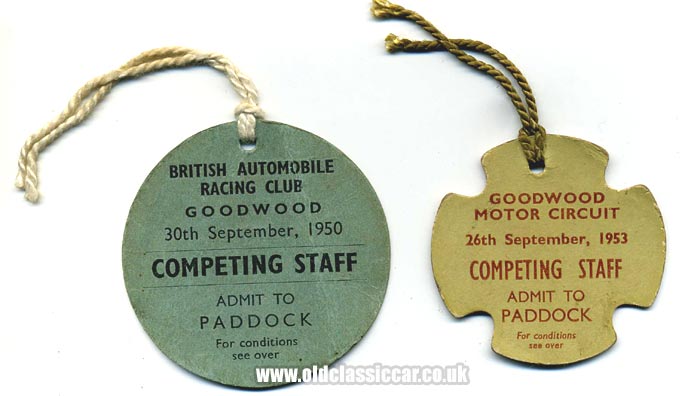 BRITISH AUTOMOBILE
RACING CLUB
GOODWOOD
30th September, 1950
COMPETING STAFF
ADMIT TO
PADDOCK
For conditions
see over
GOODWOOD
MOTOR CIRCUIT
26th September, 1953
COMPETING STAFF
ADMIT TO
PADDOCK
For conditions
see over
www.oldclassiccar.co.uk